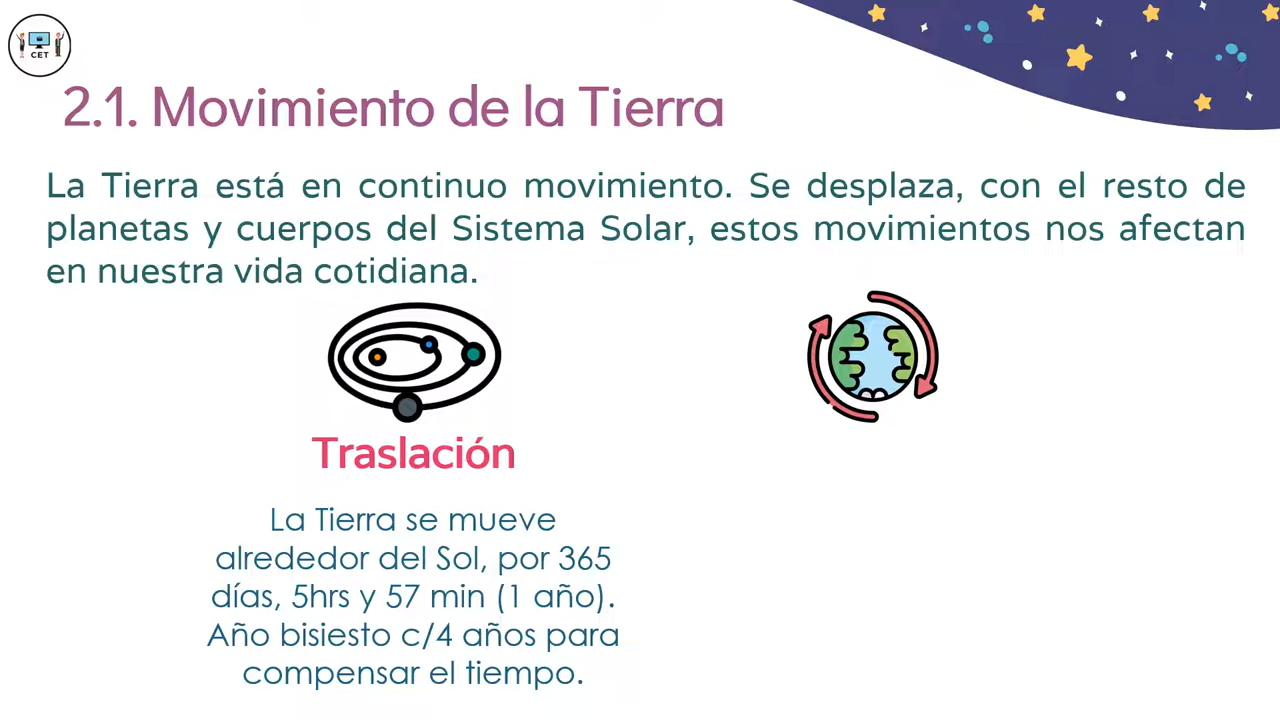 CET
2.1. Movimiento de la Tierra
La Tierra está en continuo movimiento. Se desplaza, con el resto de
planetas y cuerpos del Sistema Solar, estos movimientos nos afectan
en nuestra vida cotidiana.
Traslación
La Tierra se mueve
alrededor del Sol, por 365
días, 5hrs y 57 min (1 año).
Año bisiesto c/4 años para
compensar el tiempo.